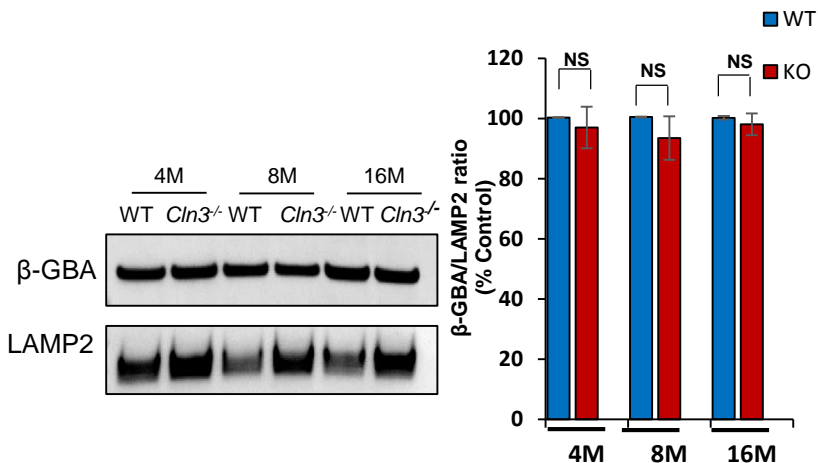 4M 8M 16M
WT Cln3-/- WT Cln3-/- WT Cln3-/-
β-GBA
LAMP2
WT
KO
β-GBA/LAMP2 ratio
(% Control)
120
100
80
60
40
20
0
NS NS NS
4M 8M 16M